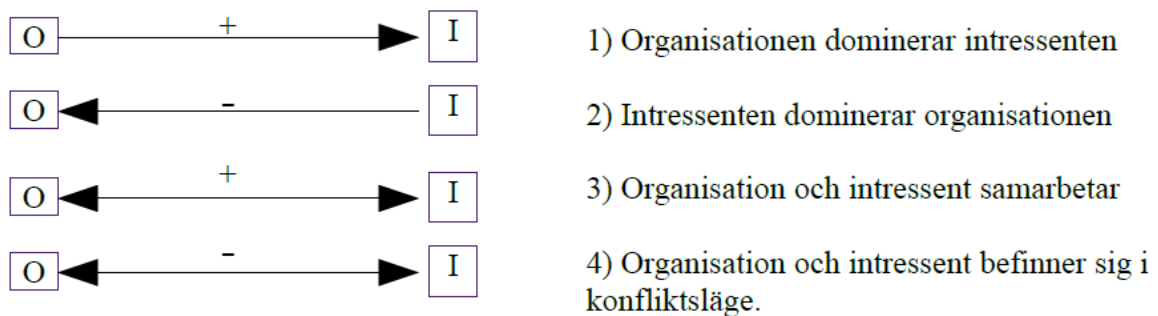 O + I 1) Organisationen dominerar intressenten
O - I 2) Intressenten dominerar organisationen
O + I 3) Organisation och intressent samarbetar
O - I 4) Organisation och intressent befinner sig i
konfliktsläge.